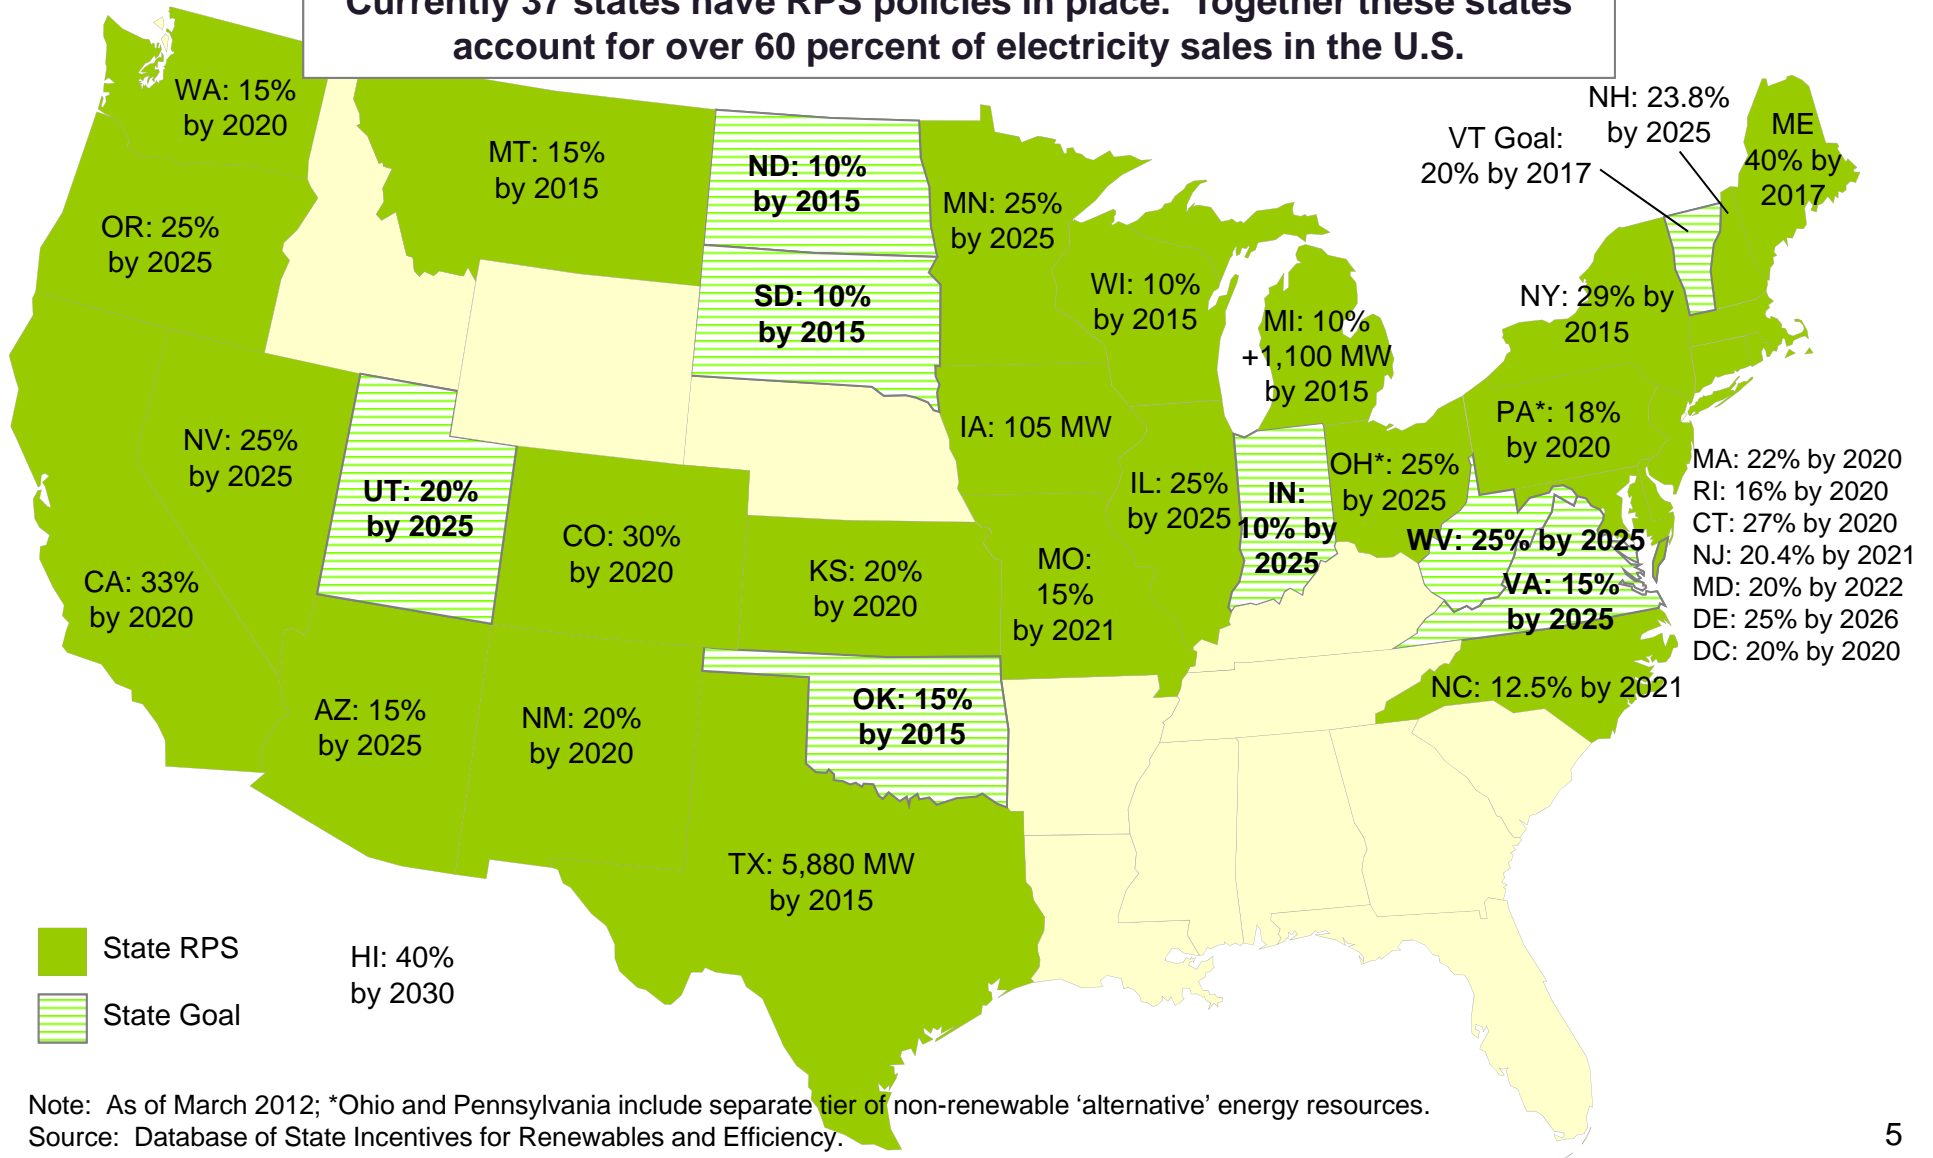 Currently 37 states have RPS policies in place.  Together these states
account for over 60 percent of electricity sales in the U.S.
WA: 15%
by 2020
MT: 15%
by 2015
ND: 10%
by 2015
MN: 25%
by 2025
VT Goal:
20% by 2017
NH: 23.8%
by 2025
ME
40% by
2017
OR: 25%
by 2025
SD: 10%
by 2015
WI: 10%
by 2015
MI: 10%
+1,100 MW
by 2015
NY: 29% by
2015
NV: 25%
by 2025
UT: 20%
by 2025
IA: 105 MW
IL: 25%
by 2025
IN:
10% by
2025
OH*: 25%
by 2025
PA*: 18%
by 2020
MA: 22% by 2020
RI: 16% by 2020
CT: 27% by 2020
NJ: 20.4% by 2021
MD: 20% by 2022
DE: 25% by 2026
DC: 20% by 2020
CA: 33%
by 2020
CO: 30%
by 2020
KS: 20%
by 2020
MO:
15%
by 2021
WV: 25% by 2025
VA: 15%
by 2025
AZ: 15%
by 2025
NM: 20%
by 2020
OK: 15%
by 2015
NC: 12.5% by 2021
TX: 5,880 MW
by 2015
State RPS
State Goal
HI: 40%
by 2030
Note:  As of March 2012; *Ohio and Pennsylvania include separate tier of non-renewable ‘alternative’ energy resources.
Source:  Database of State Incentives for Renewables and Efficiency.
5